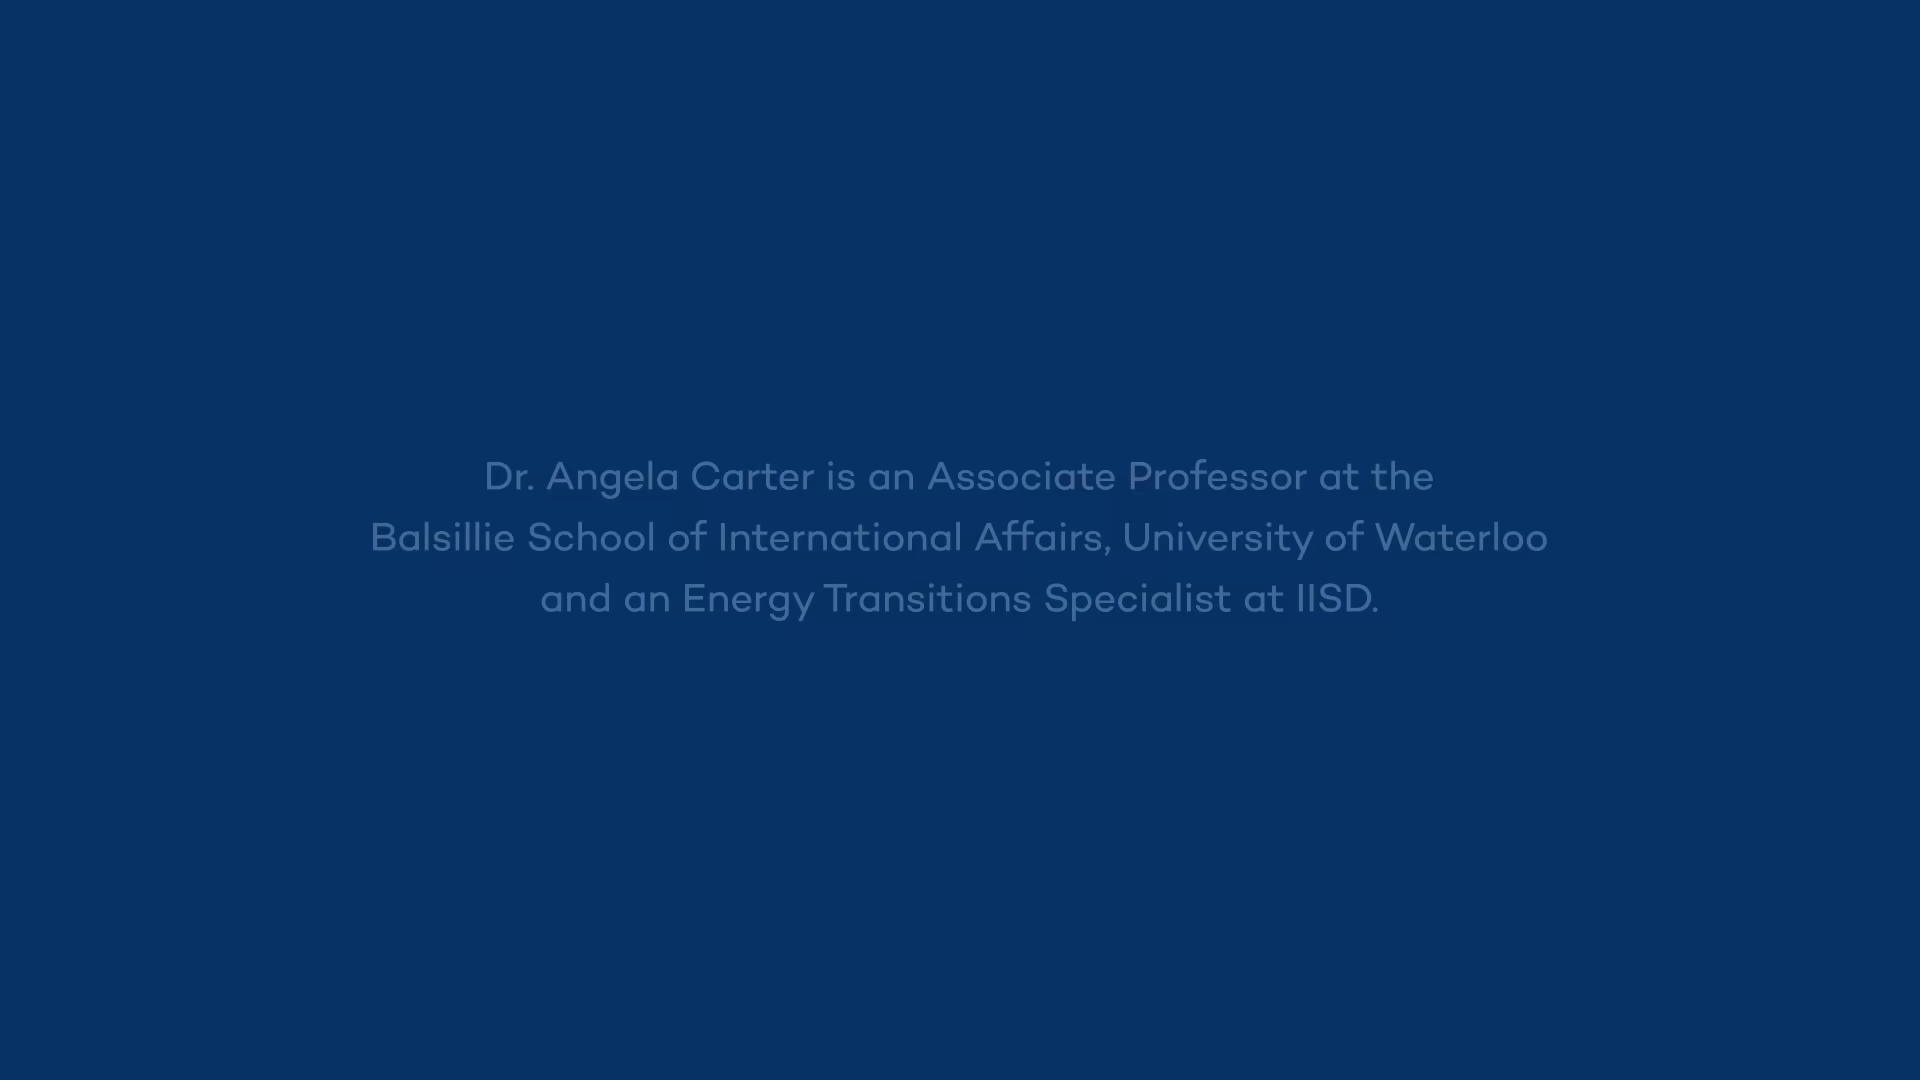 Dr. Angela Carter is an Associate Professor at the
Balsillie School of International Affairs, University of Waterloo
and an Energy Transitions Specialist at IISD.